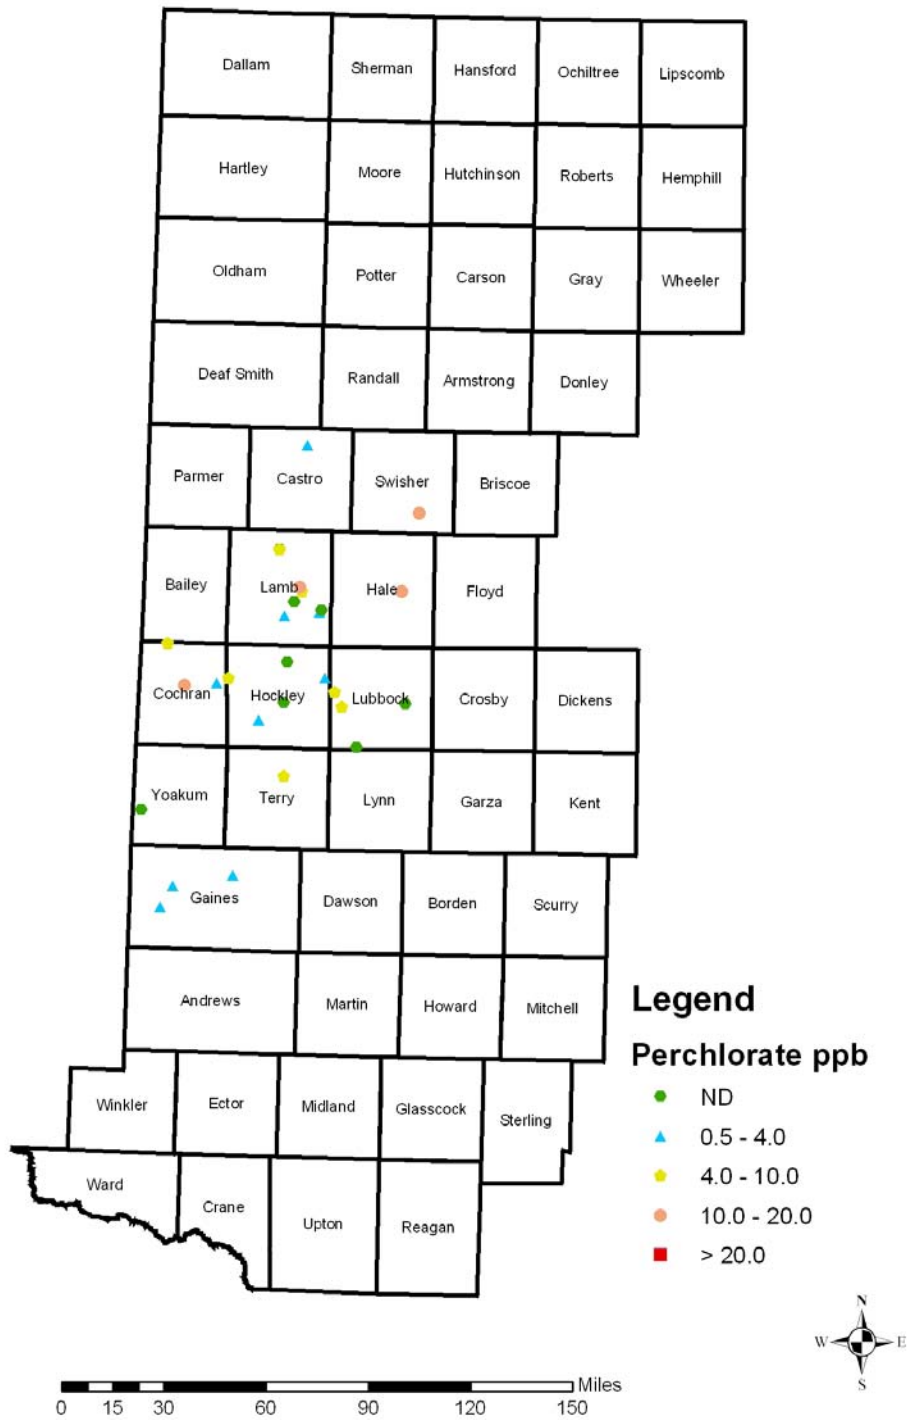 Dallam
Sherman
Hansford
Ochiltree
Lipscomb
Hartley
Moore
Hutchinson
Roberts
Hemphill
Oldham
Potter
Carson
Gray
Wheeler
Deaf Smith
Randall
Armstrong
Donley
Parmer
Castro
Swisher
Briscoe
Bailey
Lamb
Hale
Floyd
Cochran
Hockley
Lubbock
Crosby
Dickens
Yoakum
Terry
Lynn
Garza
Kent
Gaines
Dawson
Borden
Scurry
Andrews
Martin
Howard
Mitchell
Winkler
Ector
Midland
Glasscock
Sterling
Ward
Crane
Upton
Reagan
Legend
Perchlorate ppb
ND
0.5 - 4.0
4.0 - 10.0
10.0 - 20.0
> 20.0
N
W E
S
Miles
0 15 30 60 90 120 150